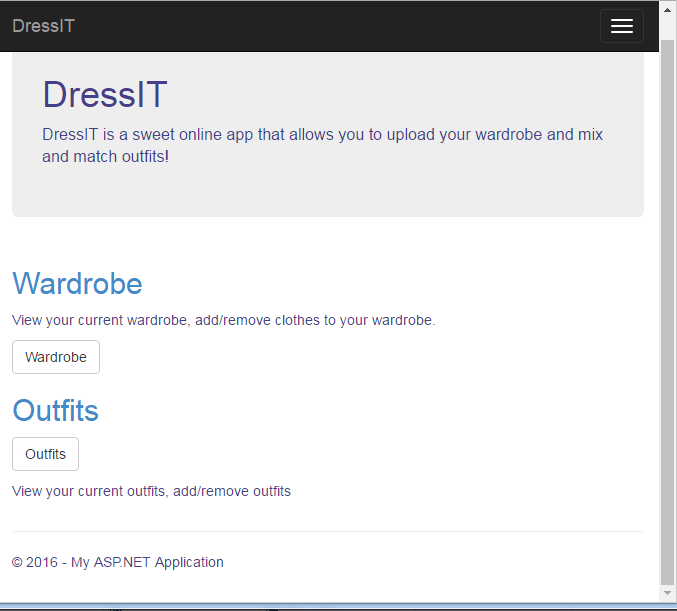 DressIT
DressIT
DressIT is a sweet online app that allows you to upload your wardrobe and mix
and match outfits!
Wardrobe
View your current wardrobe, add/remove clothes to your wardrobe.
Wardrobe
Outfits
Outfits
View your current outfits, add/remove outfits
© 2016 - My ASP.NET Application